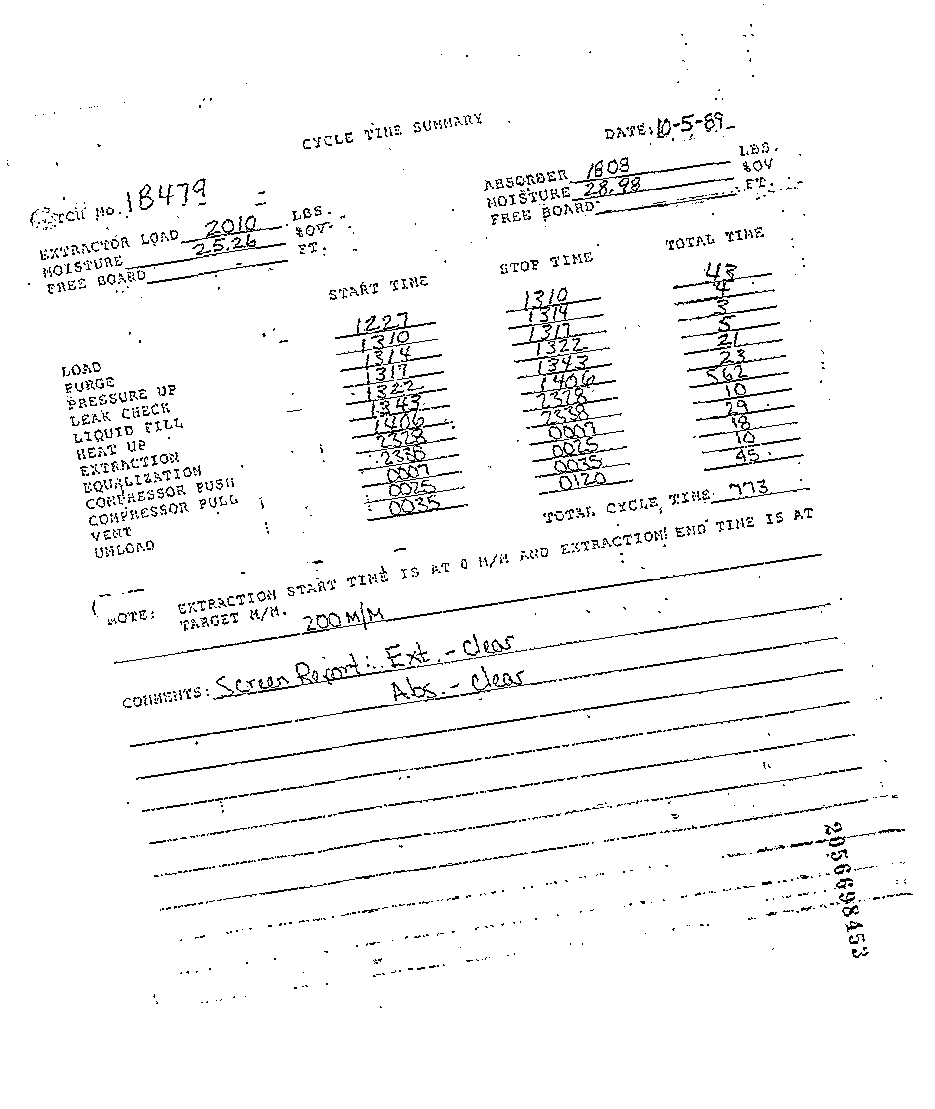 CYCLE TIME SUMMARY
DATE: 10-5-89
BATCH NO. 18479
ABSORBER 1808 LBS.
MOISTURE 28.98 %OV
FREE BOARD FT.
EXTRACTOR LOAD 2010 LBS.
MOISTURE 25.26 %OV
FREE BOARD FT.
START TIME STOP TIME TOTAL TIME
LOAD 1227 1310 43
PURGE 1310 1314 4
PRESSURE UP 1314 1317 3
LEAK CHECK 1317 1322 5
LIQUID FILL 1322 1343 21
HEAT UP 1343 1406 23
EXTRACTION 1406 2328 562
EQUALIZATION 2328 2338 10
COMPRESSOR PUSH 2338 0007 29
COMPRESSOR PULL 0007 0025 18
VENT 0025 0035 10
UNLOAD 0035 0120 45
TOTAL CYCLE TIME 773
NOTE: EXTRACTION START TIME IS AT 0 M/M AND EXTRACTION END TIME IS AT
TARGET M/M. 200 M/M
COMMENTS: Screen Report: Ext. - Clear
Abs. - Clear
2056698453